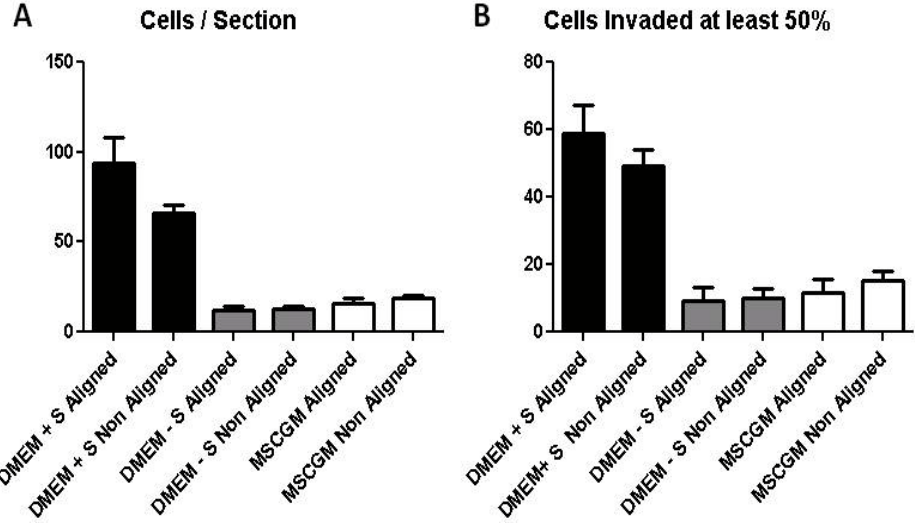 A
Cells / Section
150
100
50
0
DMEM + S Aligned
DMEM + S Non Aligned
DMEM - S Aligned
DMEM - S Non Aligned
MSCGM Aligned
MSCGM Non Aligned
B
Cells Invaded at least 50%
80
60
40
20
0
DMEM + S Aligned
DMEM+ S Non Aligned
DMEM - S Aligned
DMEM - S Non Aligned
MSCGM Aligned
MSCGM Non Aligned